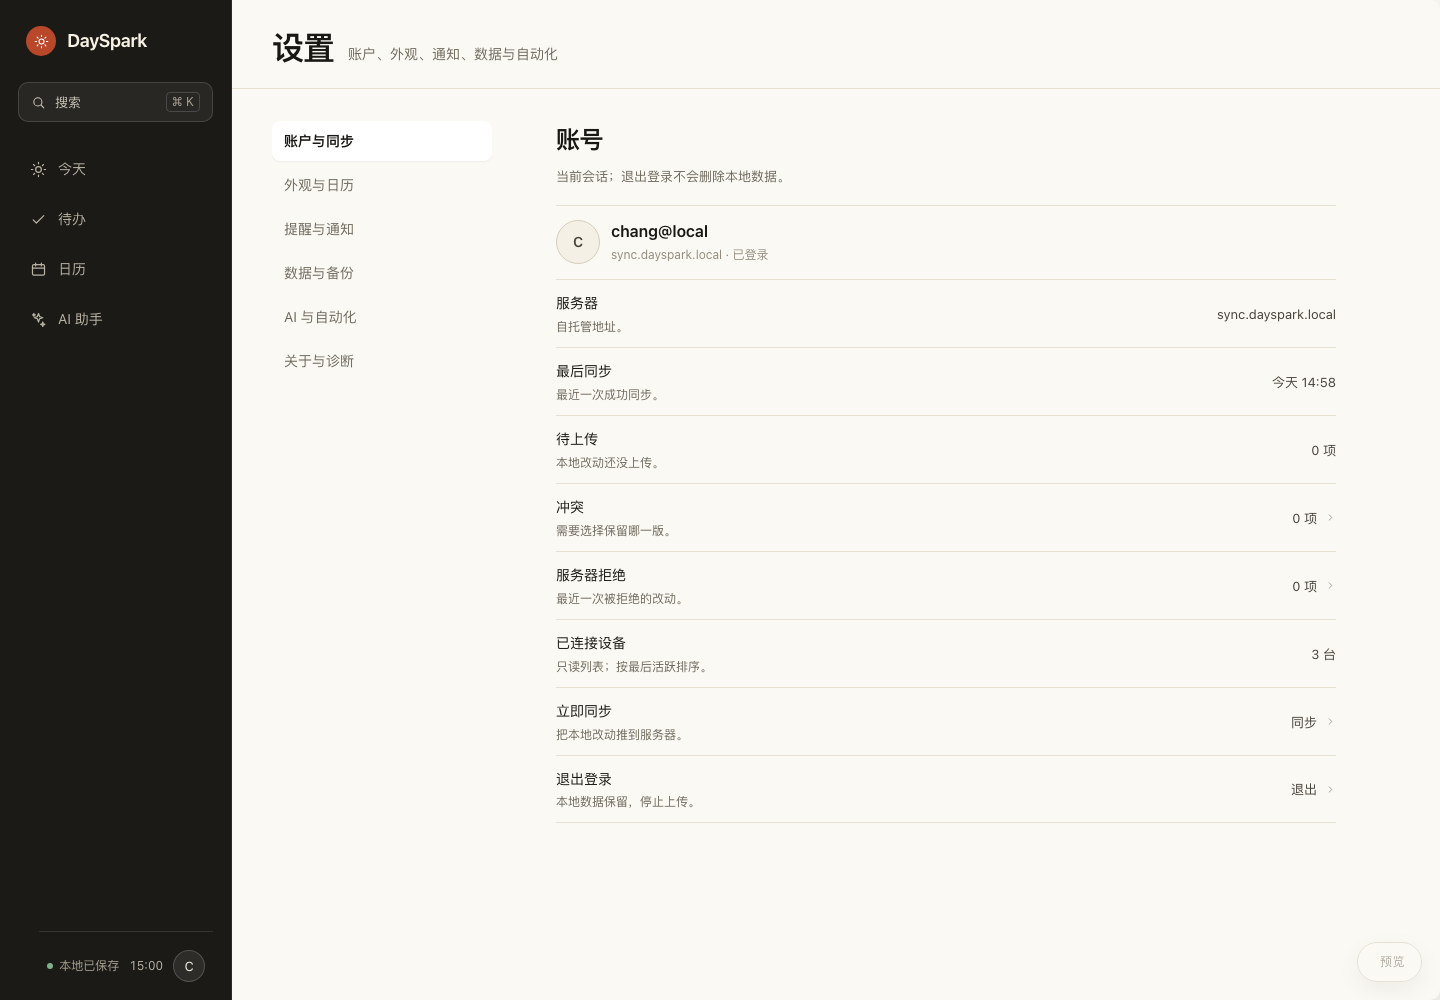 DaySpark
搜索
⌘ K
今天
待办
日历
AI 助手
本地已保存 15:00
C
设置
账户、外观、通知、数据与自动化
账户与同步
外观与日历
提醒与通知
数据与备份
AI 与自动化
关于与诊断
账号
当前会话；退出登录不会删除本地数据。
C
chang@local
sync.dayspark.local · 已登录
服务器
自托管地址。
sync.dayspark.local
最后同步
最近一次成功同步。
今天 14:58
待上传
本地改动还没上传。
0 项
冲突
需要选择保留哪一版。
0 项
服务器拒绝
最近一次被拒绝的改动。
0 项
已连接设备
只读列表；按最后活跃排序。
3 台
立即同步
把本地改动推到服务器。
同步
退出登录
本地数据保留，停止上传。
退出
预览